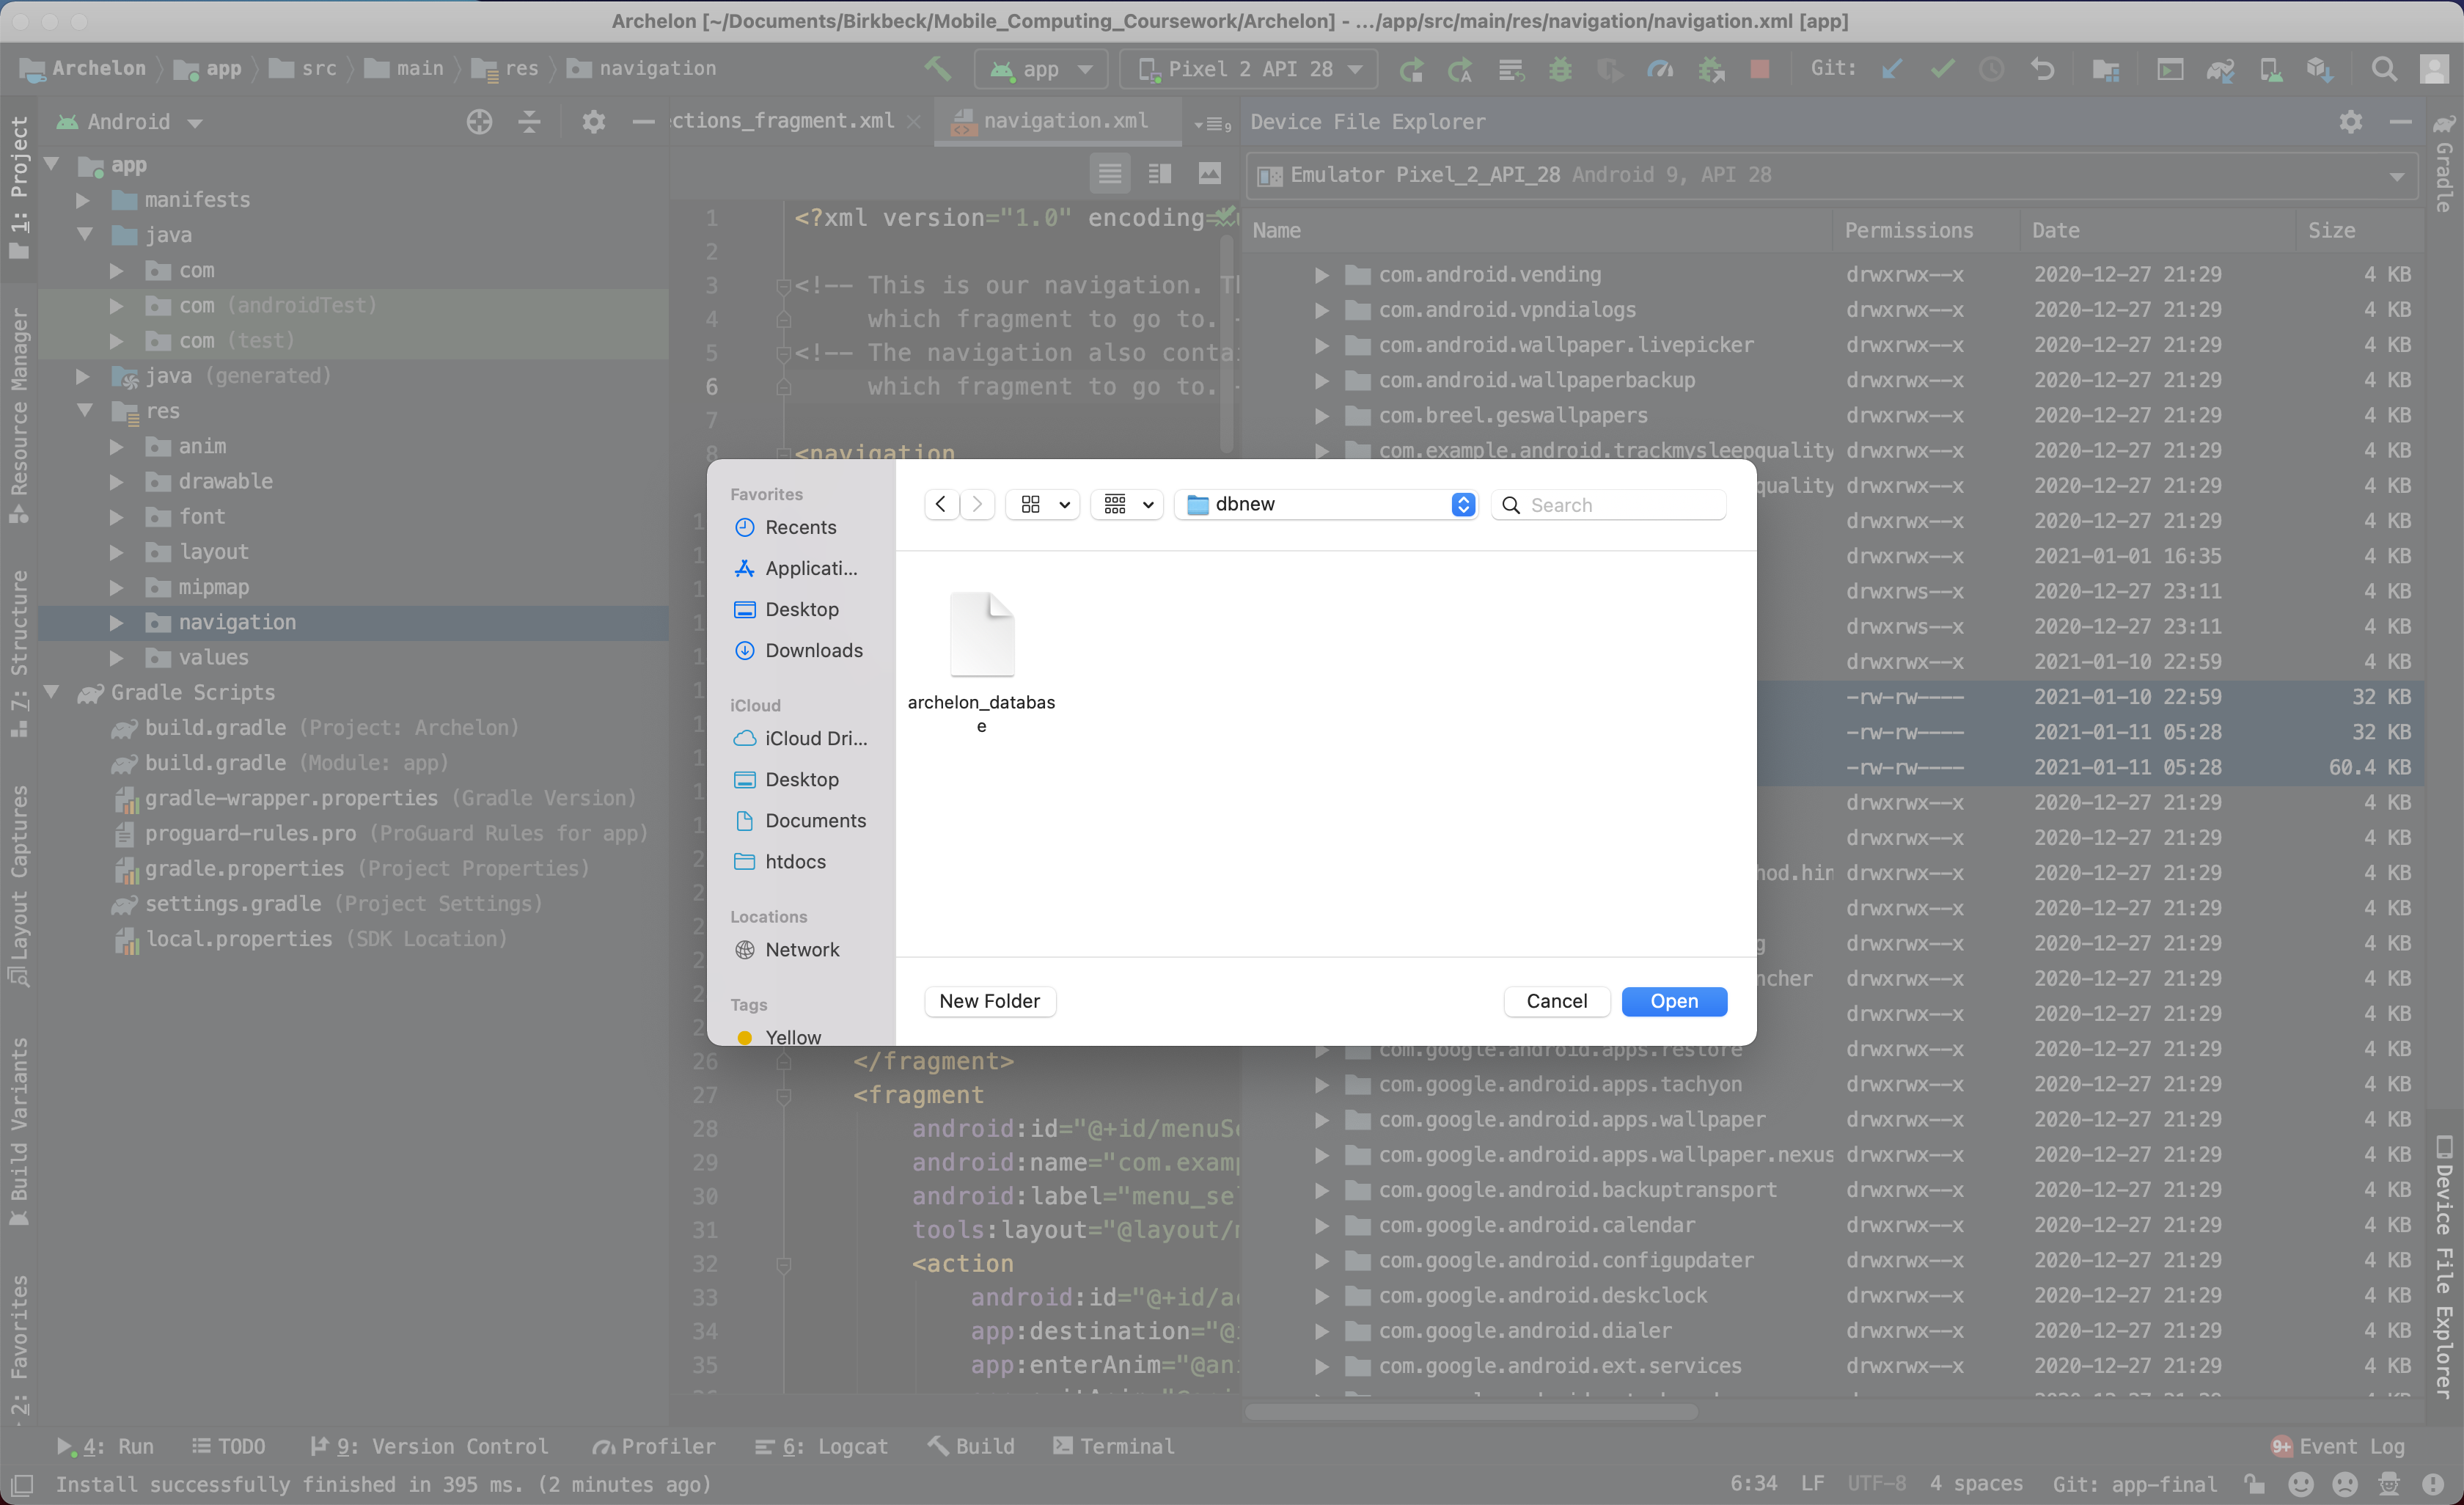 Archelon [~/Documents/Birkbeck/Mobile_Computing_Coursework/Archelon] - .../app/src/main/res/navigation/navigation.xml [app]
Archelon app src main res navigation
app Pixel 2 API 28 Git:
1: Project
Resource Manager
7: Structure
Layout Captures
Build Variants
2: Favorites
Android
app
manifests
java
com
com (androidTest)
com (test)
java (generated)
res
anim
drawable
font
layout
mipmap
navigation
values
Gradle Scripts
build.gradle (Project: Archelon)
build.gradle (Module: app)
gradle-wrapper.properties (Gradle Version)
proguard-rules.pro (ProGuard Rules for app)
gradle.properties (Project Properties)
settings.gradle (Project Settings)
local.properties (SDK Location)
ctions_fragment.xml
navigation.xml
9
1 <?xml version="1.0" encoding=
2
3 <!-- This is our navigation. Th
4 which fragment to go to. -
5 <!-- The navigation also contai
6 which fragment to go to. -
7
8 <navigation
26 </fragment>
27 <fragment
28 android:id="@+id/menuSe
29 android:name="com.examp
30 android:label="menu_se
31 tools:layout="@layout/
32 <action
33 android:id="@+id/ac
34 app:destination="@
35 app:enterAnim="@ani
Favorites
Recents
Applicati...
Desktop
Downloads
iCloud
iCloud Dri...
Desktop
Documents
htdocs
Locations
Network
Tags
Yellow
dbnew
Search
archelon_databas
e
New Folder
Cancel
Open
Device File Explorer
Emulator Pixel_2_API_28 Android 9, API 28
Name Permissions Date Size
com.android.vending drwxrwx--x 2020-12-27 21:29 4 KB
com.android.vpndialogs drwxrwx--x 2020-12-27 21:29 4 KB
com.android.wallpaper.livepicker drwxrwx--x 2020-12-27 21:29 4 KB
com.android.wallpaperbackup drwxrwx--x 2020-12-27 21:29 4 KB
com.breel.geswallpapers drwxrwx--x 2020-12-27 21:29 4 KB
com.example.android.trackmysleepquality drwxrwx--x 2020-12-27 21:29 4 KB
quality drwxrwx--x 2020-12-27 21:29 4 KB
drwxrwx--x 2020-12-27 21:29 4 KB
drwxrwx--x 2021-01-01 16:35 4 KB
drwxrws--x 2020-12-27 23:11 4 KB
drwxrws--x 2020-12-27 23:11 4 KB
drwxrwx--x 2021-01-10 22:59 4 KB
-rw-rw---- 2021-01-10 22:59 32 KB
-rw-rw---- 2021-01-11 05:28 32 KB
-rw-rw---- 2021-01-11 05:28 60.4 KB
drwxrwx--x 2020-12-27 21:29 4 KB
drwxrwx--x 2020-12-27 21:29 4 KB
hod.hin drwxrwx--x 2020-12-27 21:29 4 KB
drwxrwx--x 2020-12-27 21:29 4 KB
g drwxrwx--x 2020-12-27 21:29 4 KB
ncher drwxrwx--x 2020-12-27 21:29 4 KB
drwxrwx--x 2020-12-27 21:29 4 KB
com.google.android.apps.restore drwxrwx--x 2020-12-27 21:29 4 KB
com.google.android.apps.tachyon drwxrwx--x 2020-12-27 21:29 4 KB
com.google.android.apps.wallpaper drwxrwx--x 2020-12-27 21:29 4 KB
com.google.android.apps.wallpaper.nexus drwxrwx--x 2020-12-27 21:29 4 KB
com.google.android.backuptransport drwxrwx--x 2020-12-27 21:29 4 KB
com.google.android.calendar drwxrwx--x 2020-12-27 21:29 4 KB
com.google.android.configupdater drwxrwx--x 2020-12-27 21:29 4 KB
com.google.android.deskclock drwxrwx--x 2020-12-27 21:29 4 KB
com.google.android.dialer drwxrwx--x 2020-12-27 21:29 4 KB
com.google.android.ext.services drwxrwx--x 2020-12-27 21:29 4 KB
Gradle
Device File Explorer
4: Run TODO 9: Version Control Profiler 6: Logcat Build Terminal 9+ Event Log
Install successfully finished in 395 ms. (2 minutes ago) 6:34 LF UTF-8 4 spaces Git: app-final